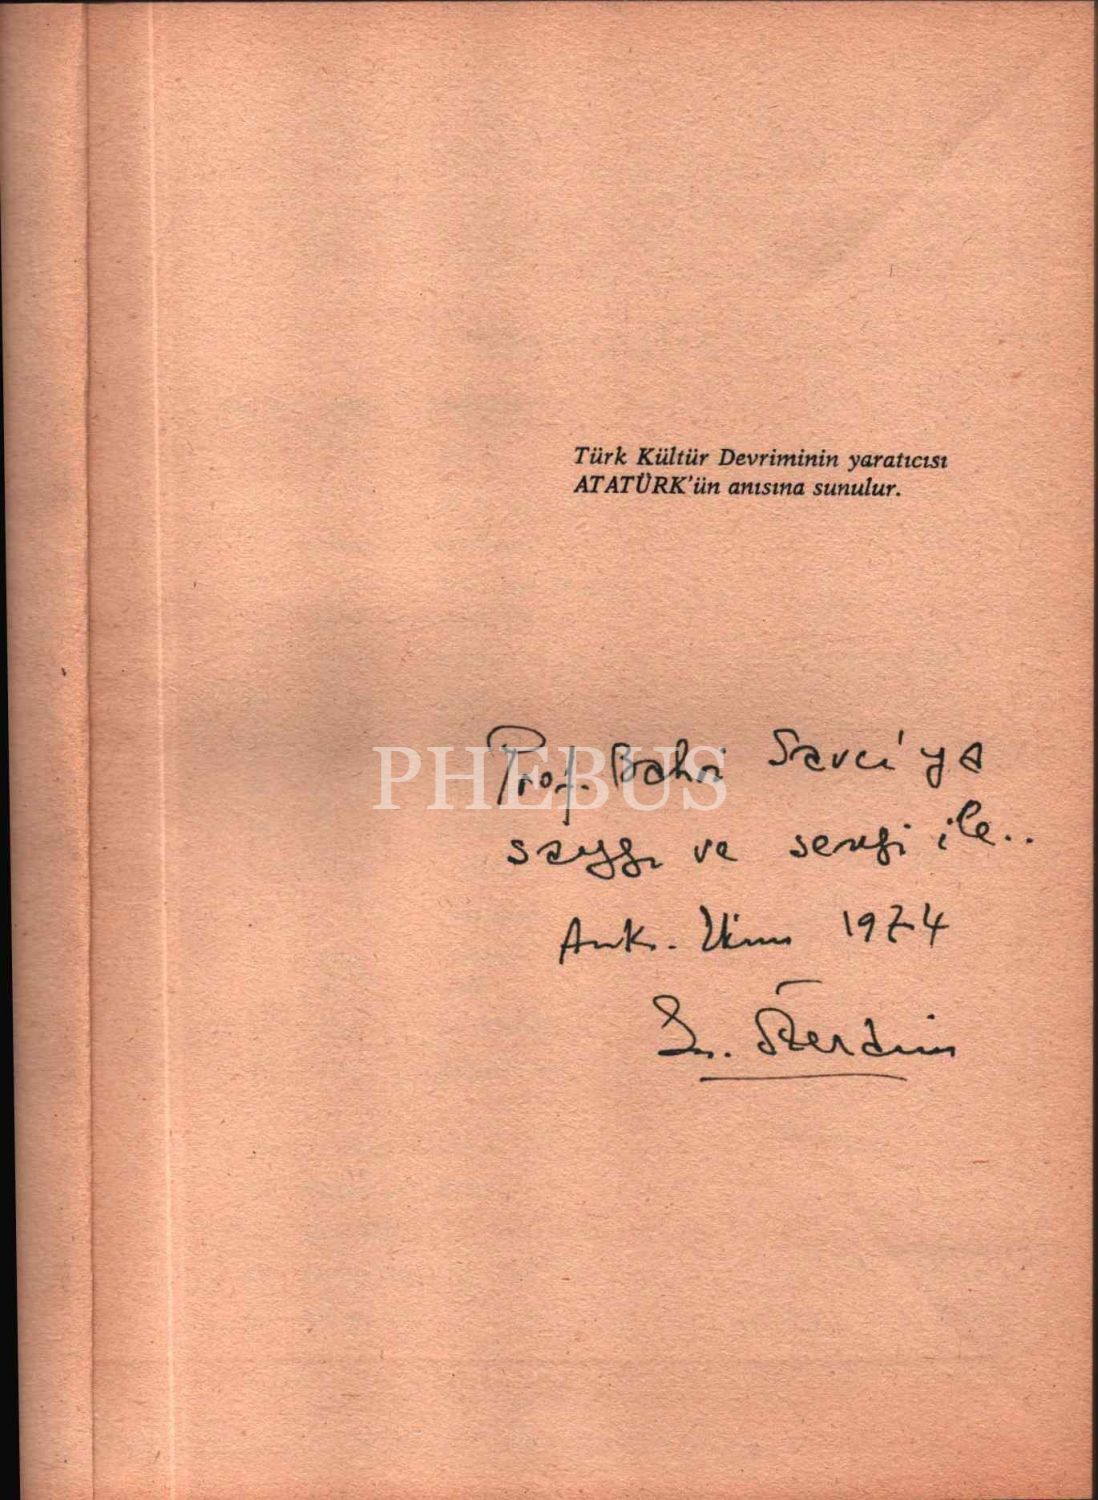 Türk Kültür Devriminin yaratıcısı
ATATÜRK'ün anısına sunulur.
PHEBUS
Prof. Bahri Savcı'ya
saygı ve sevgi ile..
Ank. 1974
S. Özerdim